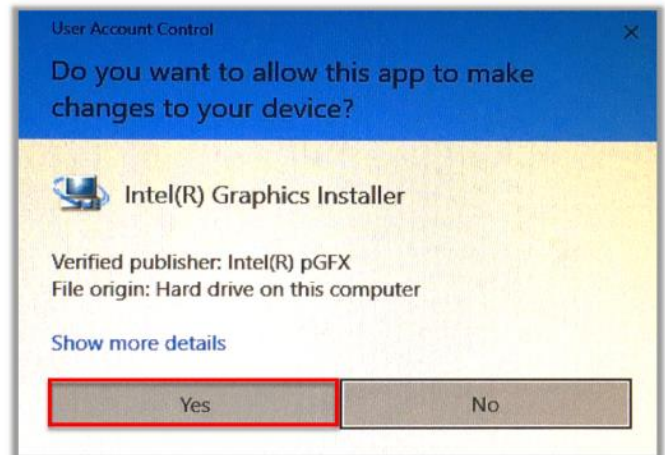 User Account Control
Do you want to allow this app to make
changes to your device?
Intel(R) Graphics Installer
Verified publisher: Intel(R) pGFX
File origin: Hard drive on this computer
Show more details
Yes
No